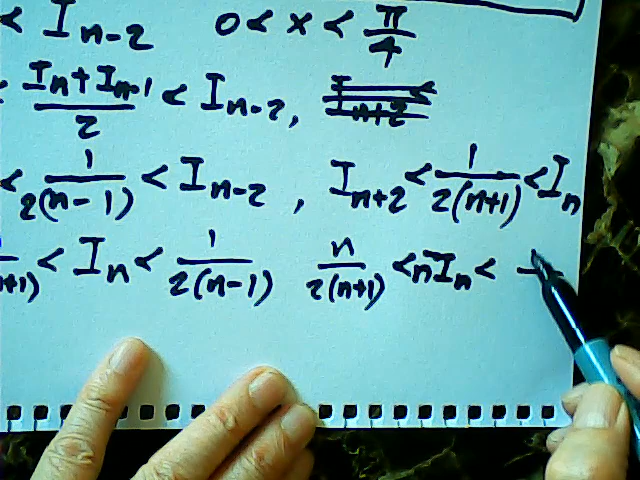 < I_{n-2} 0 < x < π/4
< (I_n + I_{n-1})/2 < I_{n-2},
< 1/(2(n-1)) < I_{n-2}, I_{n+2} < 1/(2(n+1)) < I_n
< I_n < 1/(2(n-1)) n/(2(n+1)) < nI_n <